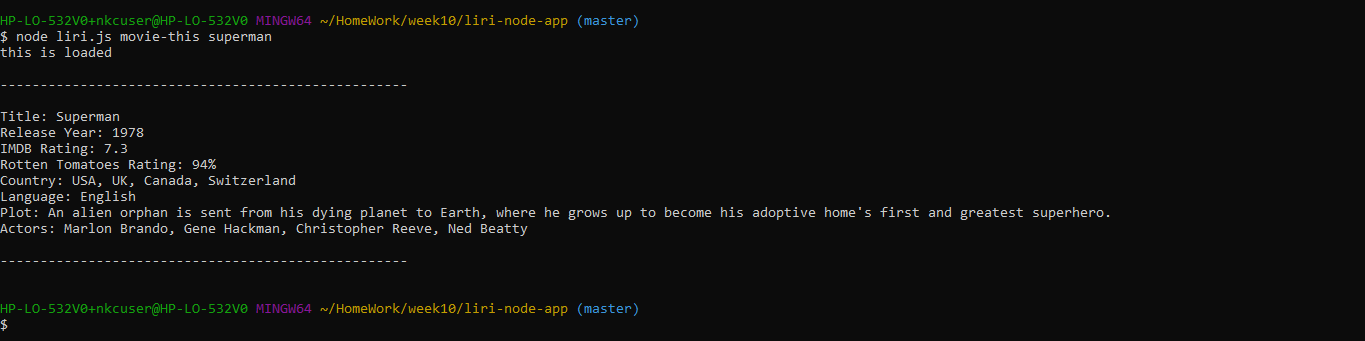 HP-LO-532V0+nkcuser@HP-LO-532V0 MINGW64 ~/HomeWork/week10/liri-node-app (master)
$ node liri.js movie-this superman
this is loaded
---------------------------------------------------
Title: Superman
Release Year: 1978
IMDB Rating: 7.3
Rotten Tomatoes Rating: 94%
Country: USA, UK, Canada, Switzerland
Language: English
Plot: An alien orphan is sent from his dying planet to Earth, where he grows up to become his adoptive home's first and greatest superhero.
Actors: Marlon Brando, Gene Hackman, Christopher Reeve, Ned Beatty
---------------------------------------------------
HP-LO-532V0+nkcuser@HP-LO-532V0 MINGW64 ~/HomeWork/week10/liri-node-app (master)
$